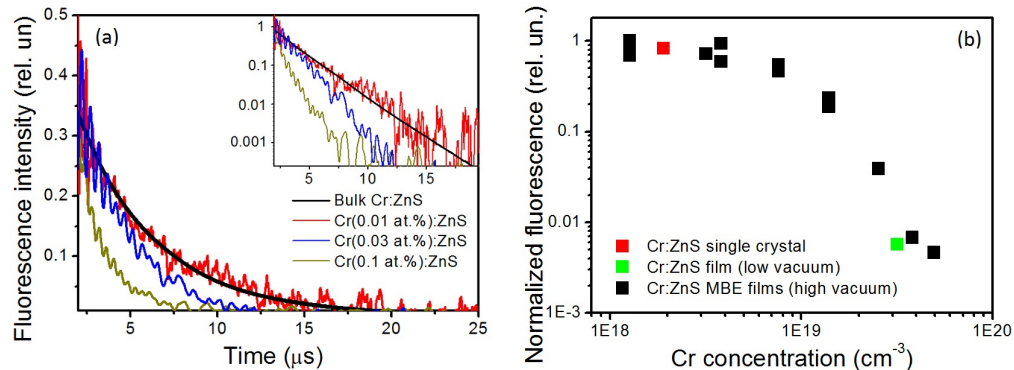 (a)
Fluorescence intensity (rel. un)
0.5
0.4
0.3
0.2
0.1
1
0.1
0.01
0.001
5 10 15
Bulk Cr:ZnS
Cr(0.01 at.%):ZnS
Cr(0.03 at.%):ZnS
Cr(0.1 at.%):ZnS
5 10 15 20 25
Time (μs)
(b)
Normalized fluorescence (rel. un.)
1
0.1
0.01
1E-3
Cr:ZnS single crystal
Cr:ZnS film (low vacuum)
Cr:ZnS MBE films (high vacuum)
1E18 1E19 1E20
Cr concentration (cm⁻³)